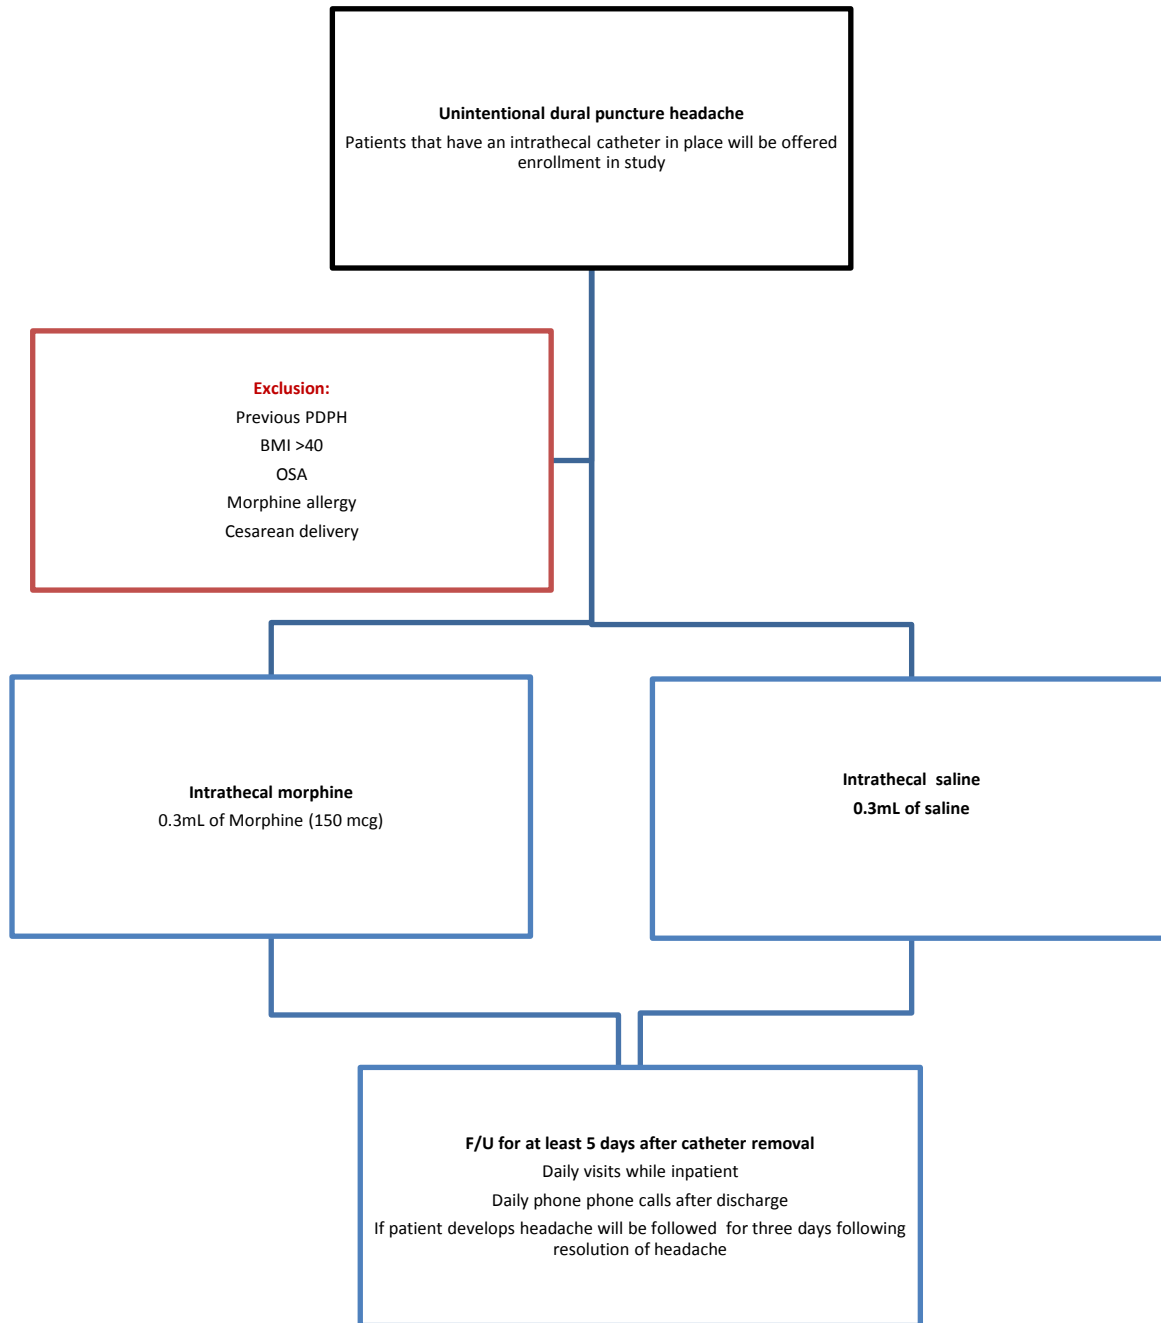 Unintentional dural puncture headache
Patients that have an intrathecal catheter in place will be offered
enrollment in study
Exclusion:
Previous PDPH
BMI >40
OSA
Morphine allergy
Cesarean delivery
Intrathecal morphine
0.3mL of Morphine (150 mcg)
Intrathecal  saline
0.3mL of saline
F/U for at least 5 days after catheter removal
Daily visits while inpatient
Daily phone phone calls after discharge
If patient develops headache will be followed  for three days following
resolution of headache